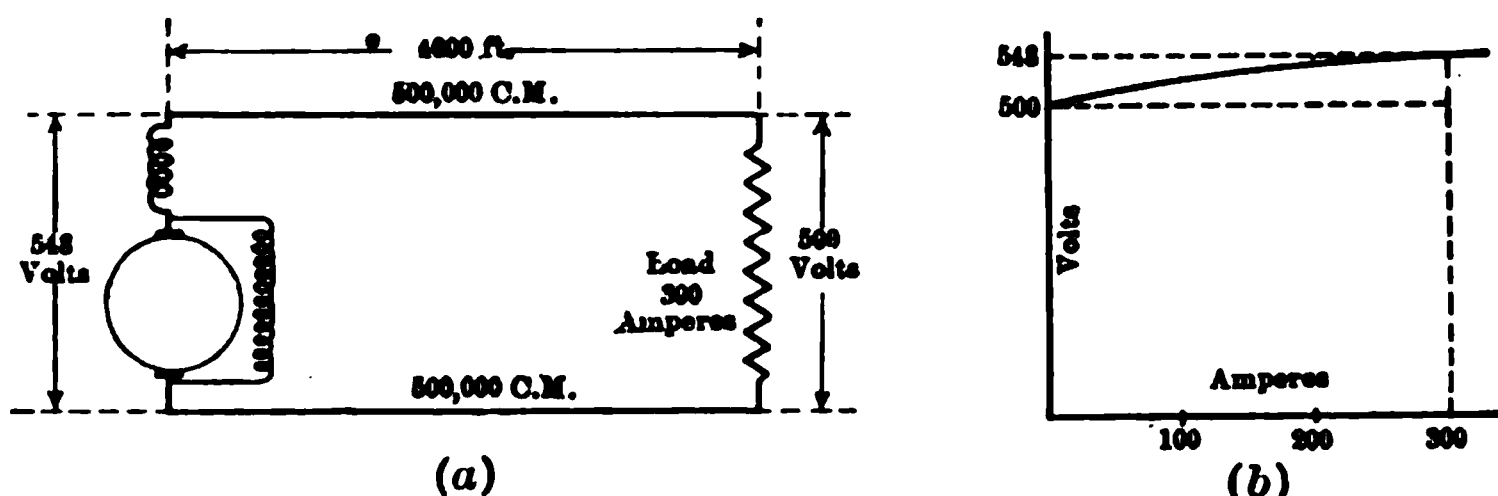 4000 ft.
500,000 C.M.
548
Volts
Load
300
Amperes
500
Volts
500,000 C.M.
(a)
548
500
Volts
Amperes
100 200 300
(b)